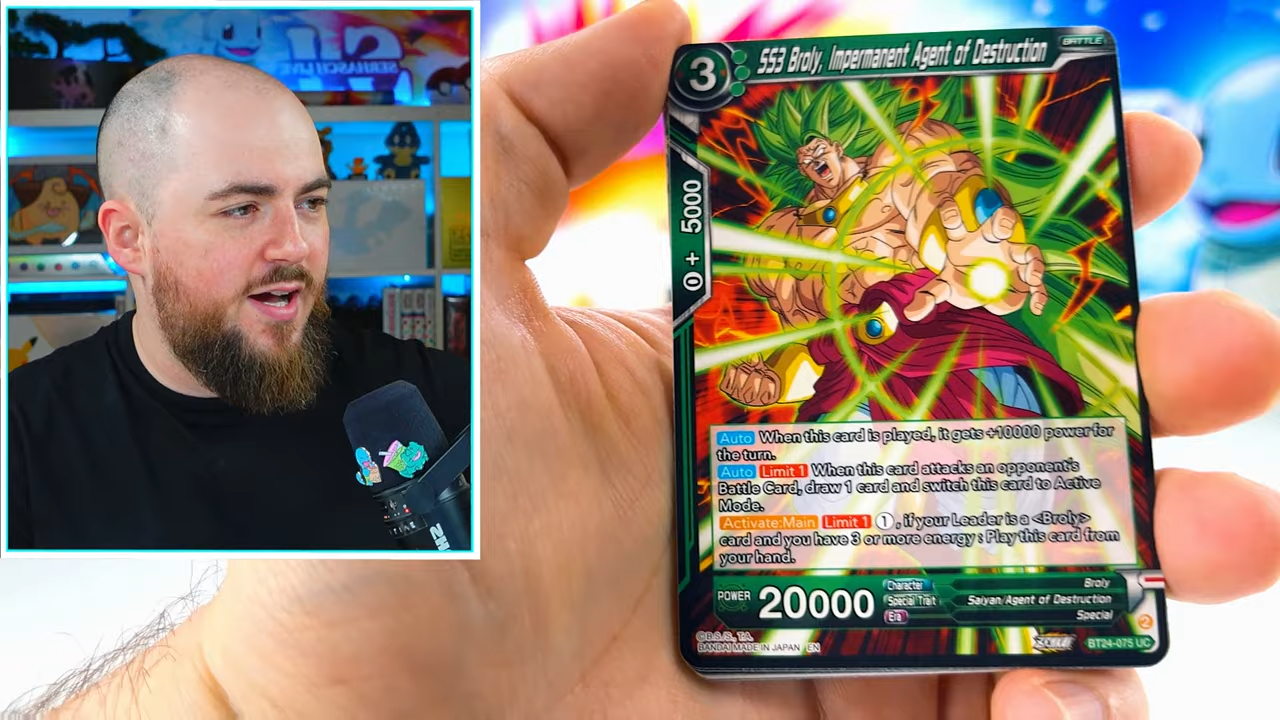 3
SS3 Broly, Impermanent Agent of Destruction
BATTLE
0 + 5000
Auto When this card is played, it gets +10000 power for
the turn.
Auto Limit 1 When this card attacks an opponent's
Battle Card, draw 1 card and switch this card to Active
Mode.
Activate:Main Limit 1 1, if your Leader is a <Broly>
card and you have 3 or more energy : Play this card from
your hand.
POWER 20000
Character Broly
Special Trait Saiyan/Agent of Destruction
Era Special
2
©B.S./S., T.A.
BANDAI MADE IN JAPAN EN
BT24-075 UC